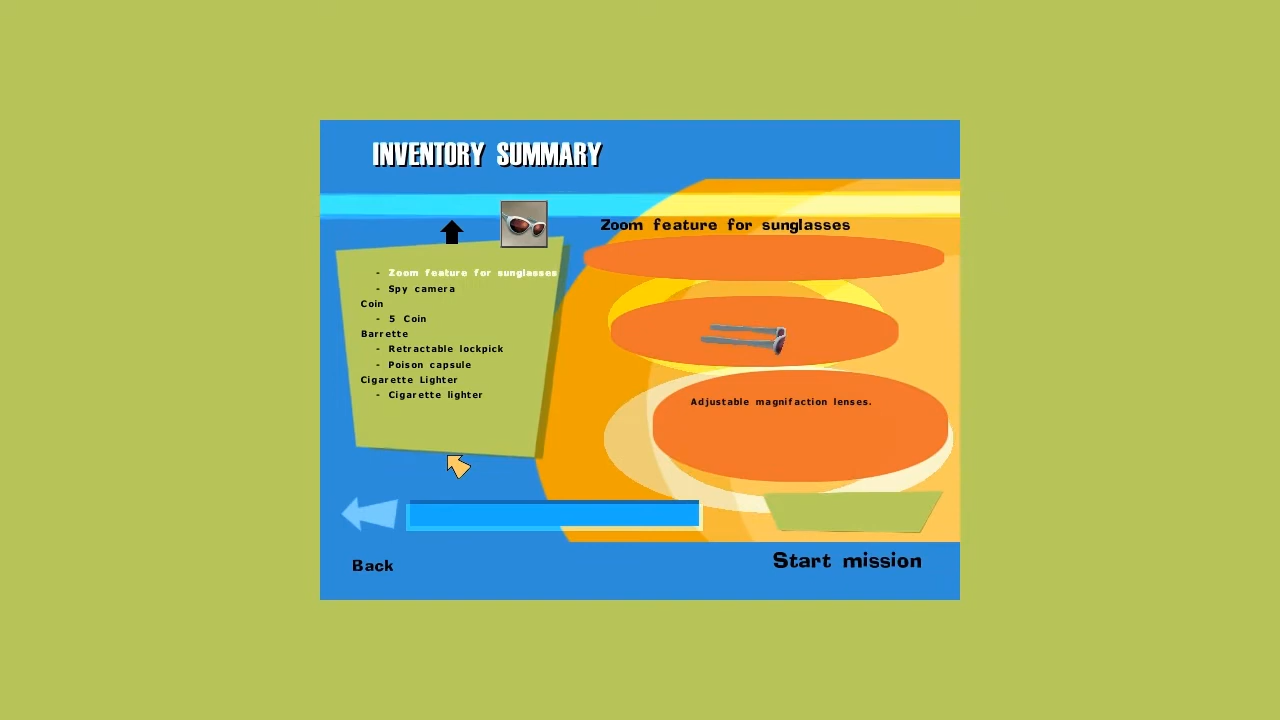 INVENTORY SUMMARY
Zoom feature for sunglasses
- Zoom feature for sunglasses
- Spy camera
Coin
- 5 Coin
Barrette
- Retractable lockpick
- Poison capsule
Cigarette Lighter
- Cigarette lighter
Adjustable magnifaction lenses.
Back
Start mission